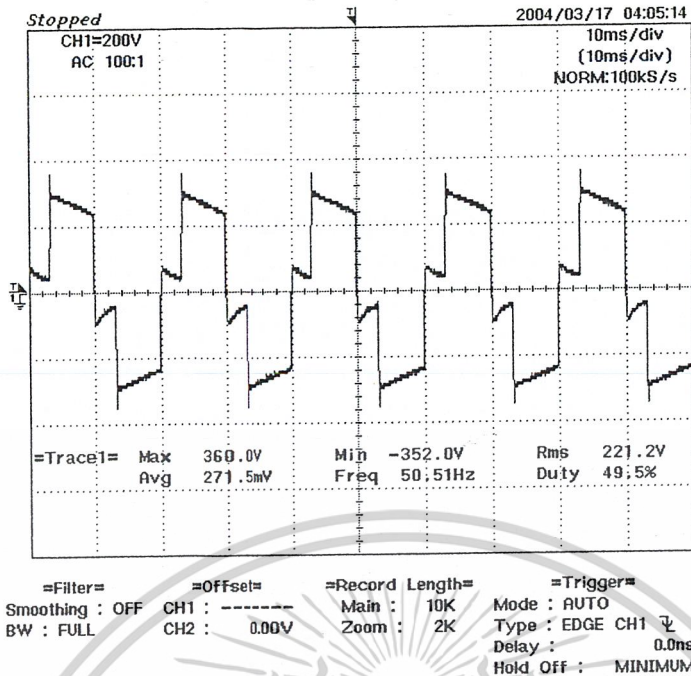 Stopped
2004/03/17 04:05:14
CH1=200V
10ms/div
AC 100:1
(10ms/div)
NORM:100kS/s
=Trace1= Max 360.0V Min -352.0V Rms 221.2V
Avg 271.5mV Freq 50.51Hz Duty 49.5%
=Filter= =Offset= =Record Length= =Trigger=
Smoothing : OFF CH1 : ------- Main : 10K Mode : AUTO
BW : FULL CH2 : 0.00V Zoom : 2K Type : EDGE CH1
Delay : 0.0ns
Hold Off : MINIMUM